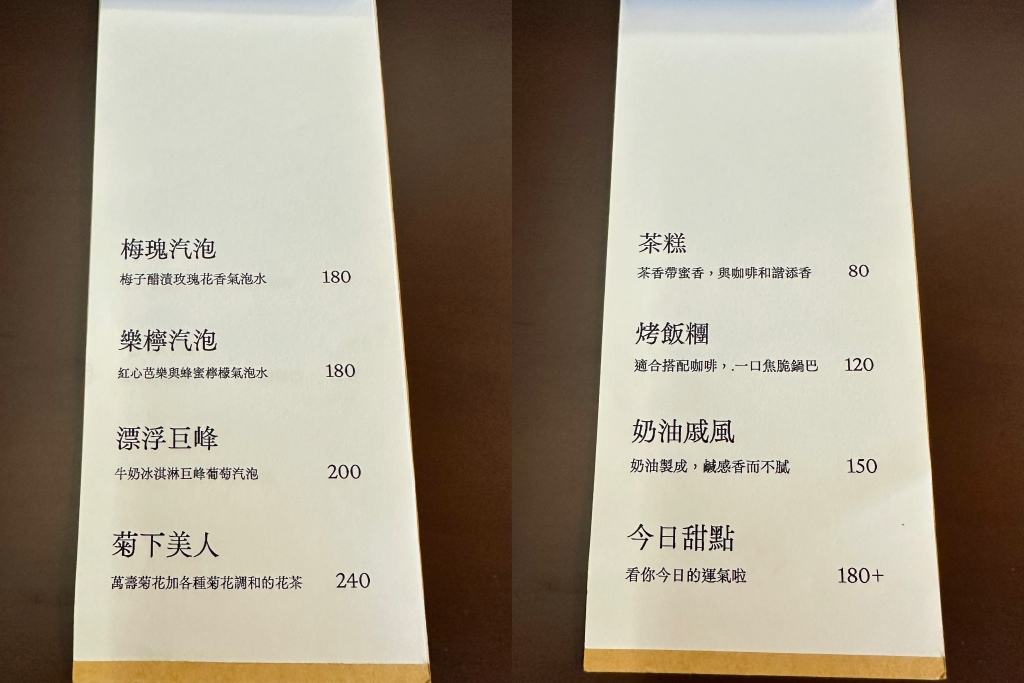 梅瑰汽泡
梅子醋漬玫瑰花香氣泡水 180
樂檸汽泡
紅心芭樂與蜂蜜檸檬氣泡水 180
漂浮巨峰
牛奶冰淇淋巨峰葡萄汽泡 200
菊下美人
萬壽菊花加各種菊花調和的花茶 240
茶糕
茶香帶蜜香,與咖啡和諧添香 80
烤飯糰
適合搭配咖啡,.一口焦脆鍋巴 120
奶油戚風
奶油製成,鹹感香而不膩 150
今日甜點
看你今日的運氣啦 180+